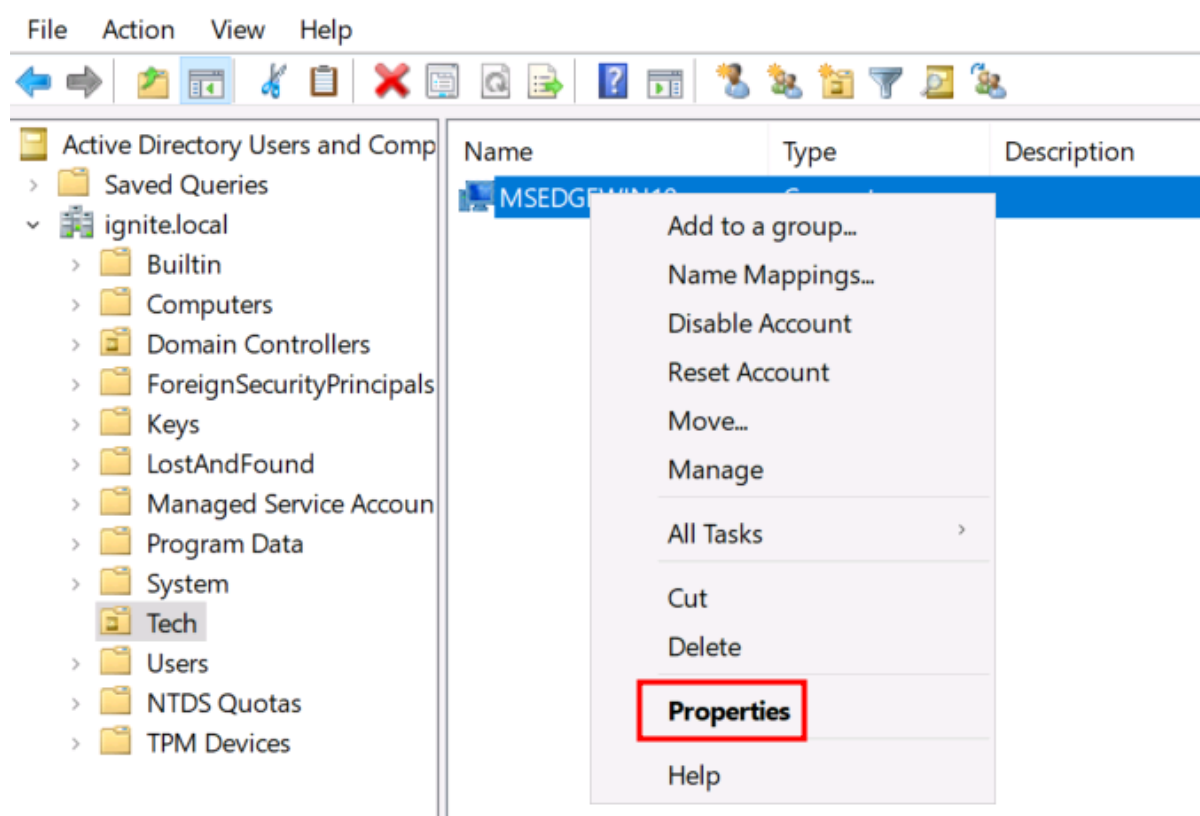 File Action View Help
Active Directory Users and Comp
Saved Queries
ignite.local
Builtin
Computers
Domain Controllers
ForeignSecurityPrincipals
Keys
LostAndFound
Managed Service Accoun
Program Data
System
Tech
Users
NTDS Quotas
TPM Devices
Name Type Description
Add to a group...
Name Mappings...
Disable Account
Reset Account
Move...
Manage
All Tasks
Cut
Delete
Properties
Help